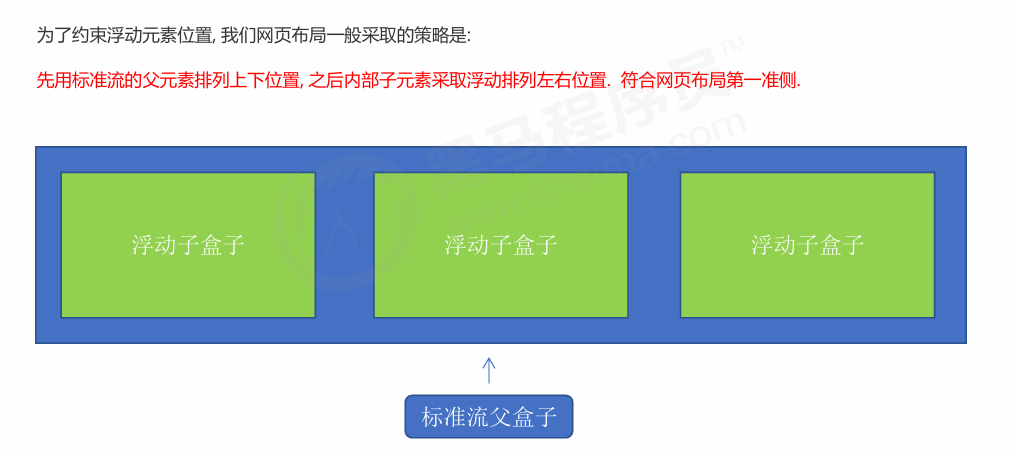 为了约束浮动元素位置, 我们网页布局一般采取的策略是:
先用标准流的父元素排列上下位置, 之后内部子元素采取浮动排列左右位置. 符合网页布局第一准侧.
黑马程序员™
www.itheima.com
浮动子盒子 浮动子盒子 浮动子盒子
标准流父盒子